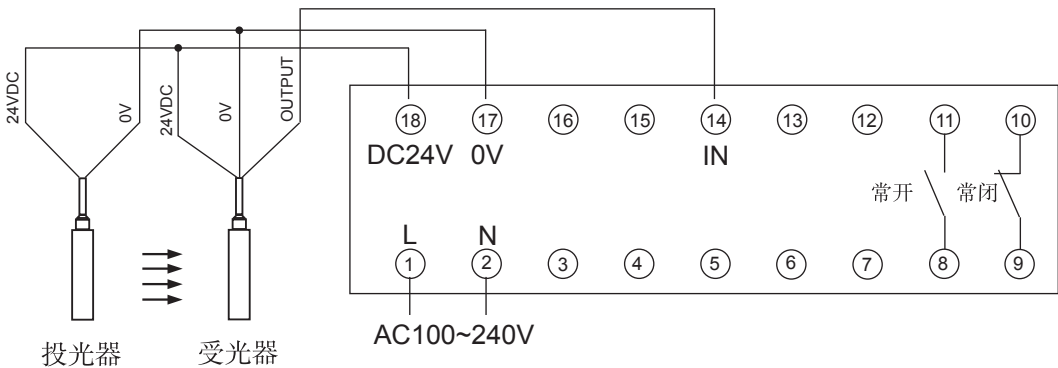 24VDC
0V
24VDC
0V
OUTPUT
18 17 16 15 14 13 12 11 10
DC24V 0V IN
常开 常闭
L N
1 2 3 4 5 6 7 8 9
AC100~240V
投光器 受光器